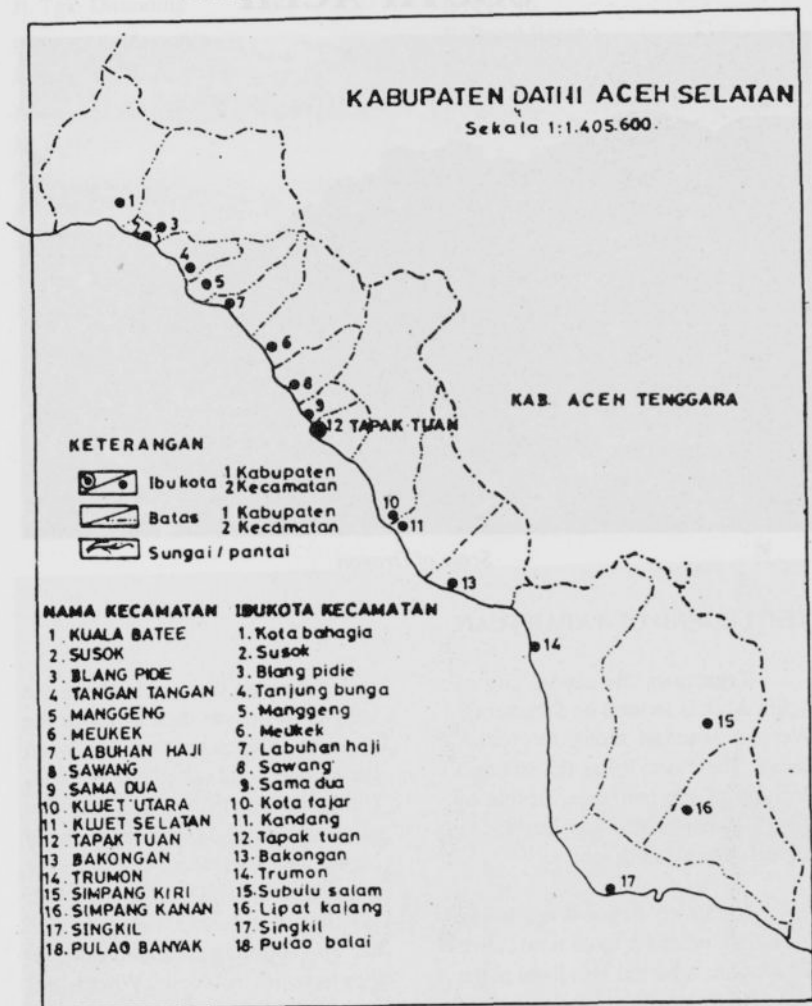 KABUPATEN DATI II ACEH SELATAN
Sekala 1:1.405.600.
1
2
3
4
5
7
6
8
9
12 TAPAK TUAN
KAB. ACEH TENGGARA
10
11
13
14
15
16
17
KETERANGAN
Ibukota 1 Kabupaten
2 Kecamatan
Batas 1 Kabupaten
2 Kecamatan
Sungai / pantai
NAMA KECAMATAN IBUKOTA KECAMATAN
1. KUALA BATEE 1. Kota bahagia
2. SUSOK 2. Susok
3 BLANG PIDIE 3. Blang pidie
4 TANGAN TANGAN 4. Tanjung bunga
5 MANGGENG 5. Manggeng
6 MEUKEK 6. Meukek
7 LABUHAN HAJI 7. Labuhan haji
8 SAWANG 8. Sawang
9 SAMA DUA 9. Sama dua
10 KLUET UTARA 10. Kota fajar
11. KLUET SELATAN 11. Kandang
12 TAPAK TUAN 12. Tapak tuan
13 BAKONGAN 13. Bakongan
14. TRUMON 14. Trumon
15. SIMPANG KIRI 15. Subulu salam
16. SIMPANG KANAN 16. Lipat kajang
17. SINGKIL 17. Singkil
18. PULAO BANYAK 18. Pulao balai